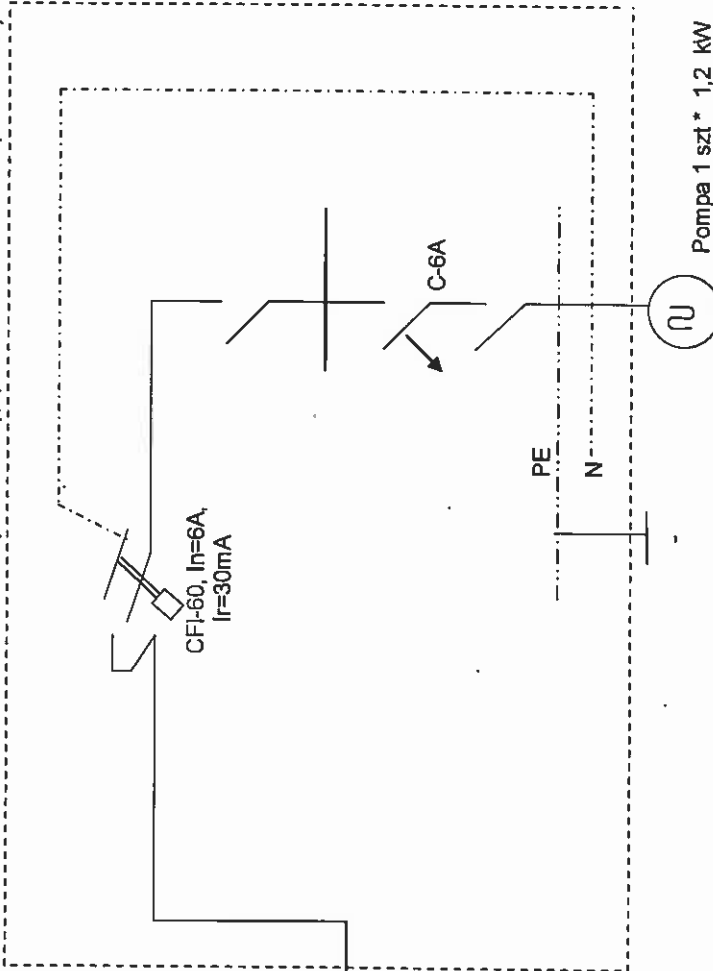 CFI-60, In=6A,
Ir=30mA
C-6A
PE
N
Pompa 1 szt * 1,2 kW